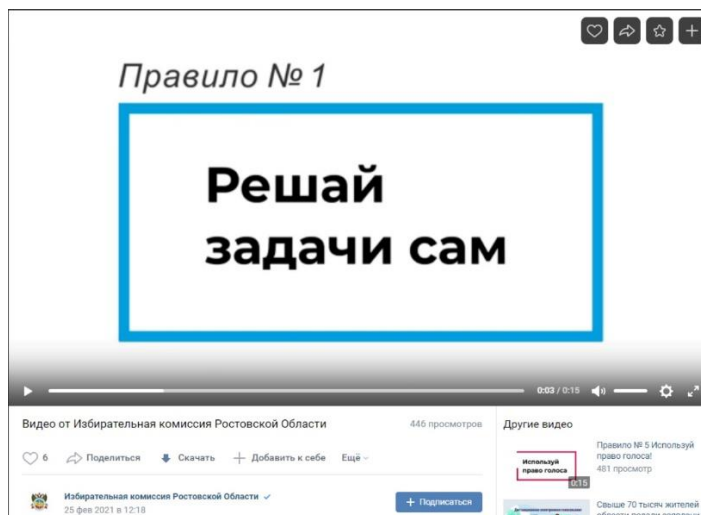 Правило № 1
Решай
задачи сам
0:03 / 0:15
Видео от Избирательная комиссия Ростовской Области
446 просмотров
6
Поделиться
Скачать
Добавить к себе
Ещё
Избирательная комиссия Ростовской Области
25 фев 2021 в 12:18
+ Подписаться
Другие видео
Используй
право голоса
0:15
Правило № 5 Используй
право голоса!
481 просмотр
Свыше 70 тысяч жителей